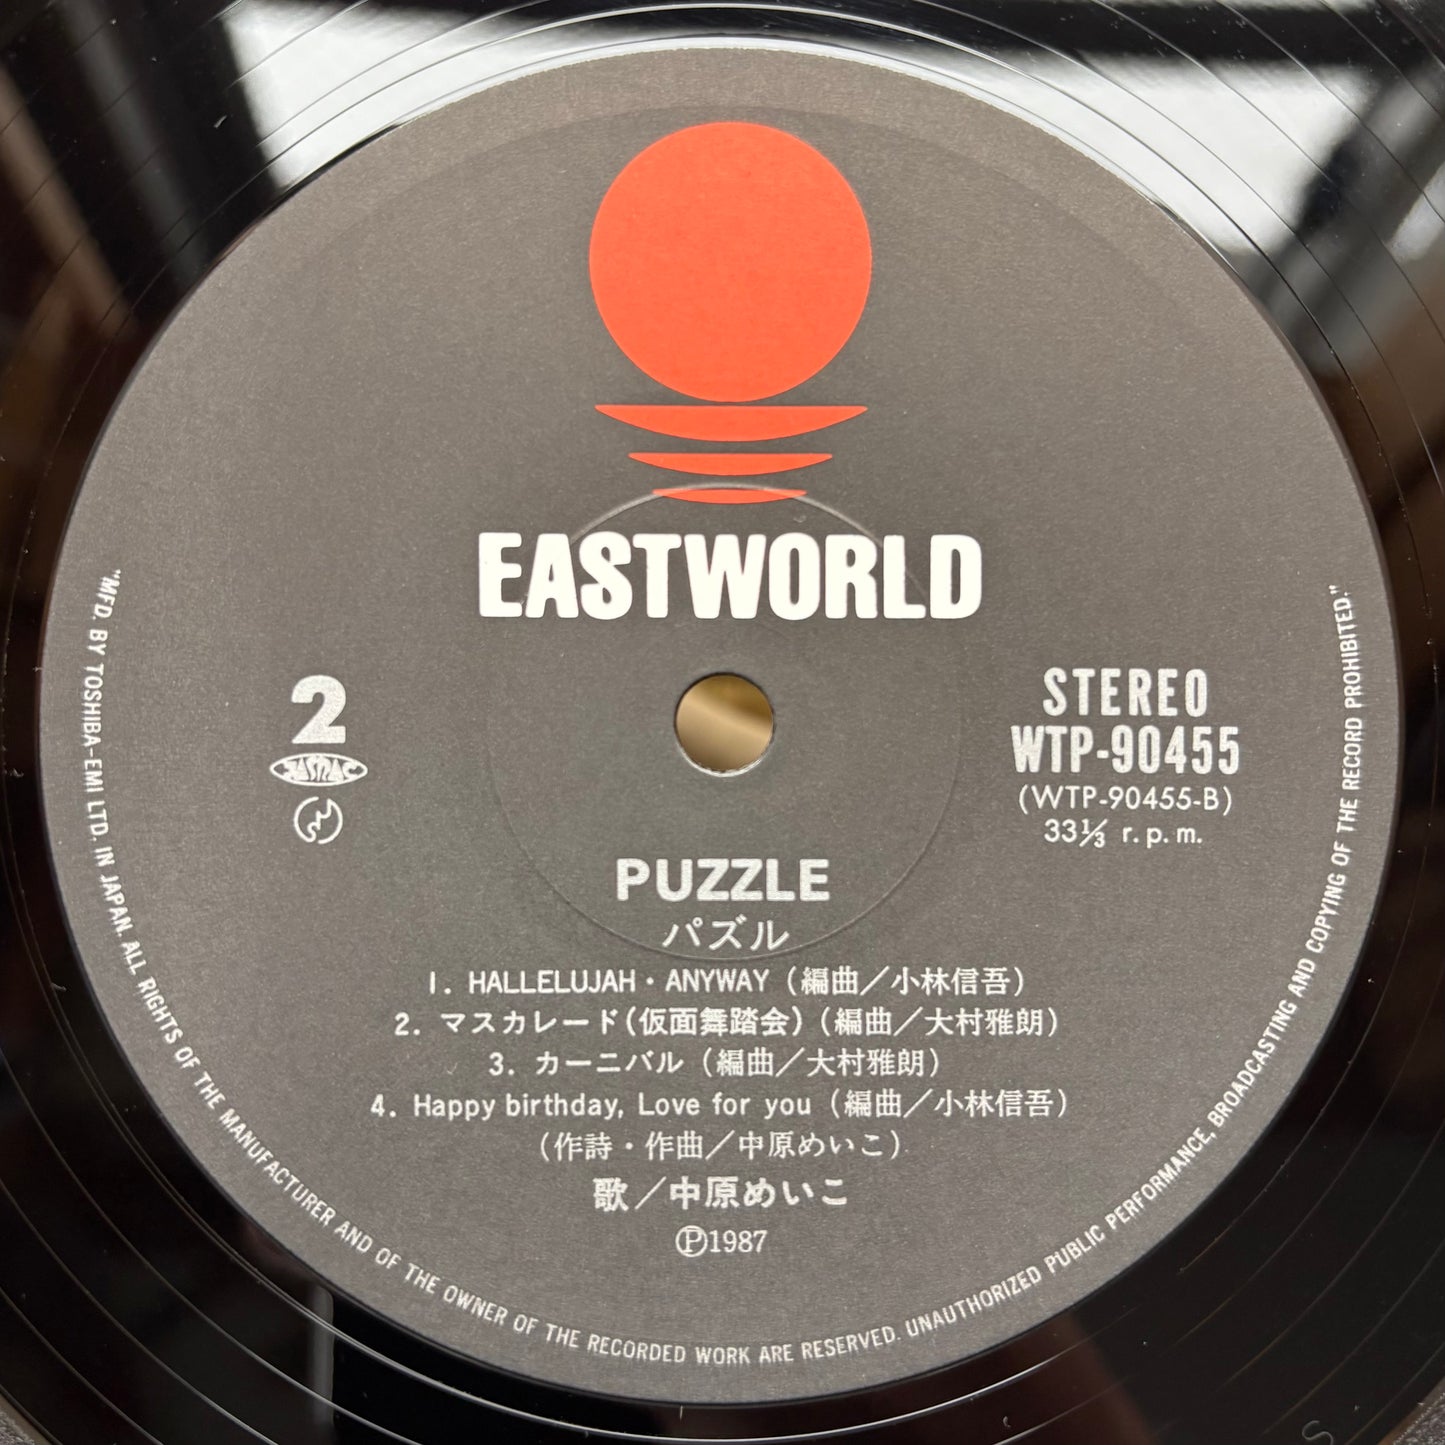 EASTWORLD
2
JASRAC
STEREO
WTP-90455
(WTP-90455-B)
33⅓ r.p.m.
PUZZLE
パズル
1. HALLELUJAH・ANYWAY (編曲／小林信吾)
2. マスカレード(仮面舞踏会) (編曲／大村雅朗)
3. カーニバル (編曲／大村雅朗)
4. Happy birthday, Love for you (編曲／小林信吾)
(作詩・作曲／中原めいこ)
歌／中原めいこ
Ⓟ1987
"MFD. BY TOSHIBA-EMI LTD. IN JAPAN. ALL RIGHTS OF THE MANUFACTURER AND OF THE OWNER OF THE RECORDED WORK ARE RESERVED. UNAUTHORIZED PUBLIC PERFORMANCE, BROADCASTING AND COPYING OF THE RECORD PROHIBITED."